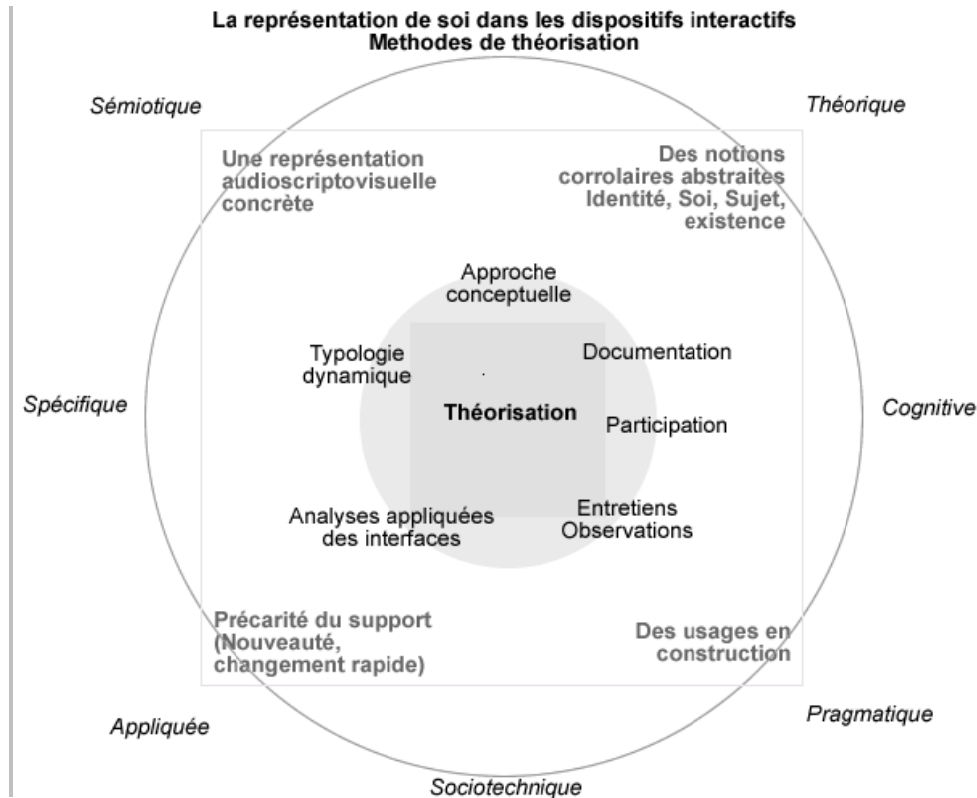 La représentation de soi dans les dispositifs interactifs
Methodes de théorisation
Sémiotique
Théorique
Une représentation
audioscriptovisuelle
concrète
Des notions
corrolaires abstraites
Identité, Soi, Sujet,
existence
Approche
conceptuelle
Typologie
dynamique
Documentation
Spécifique
Théorisation
Participation
Cognitive
Analyses appliquées
des interfaces
Entretiens
Observations
Précarité du support
(Nouveauté,
changement rapide)
Des usages en
construction
Appliquée
Pragmatique
Sociotechnique